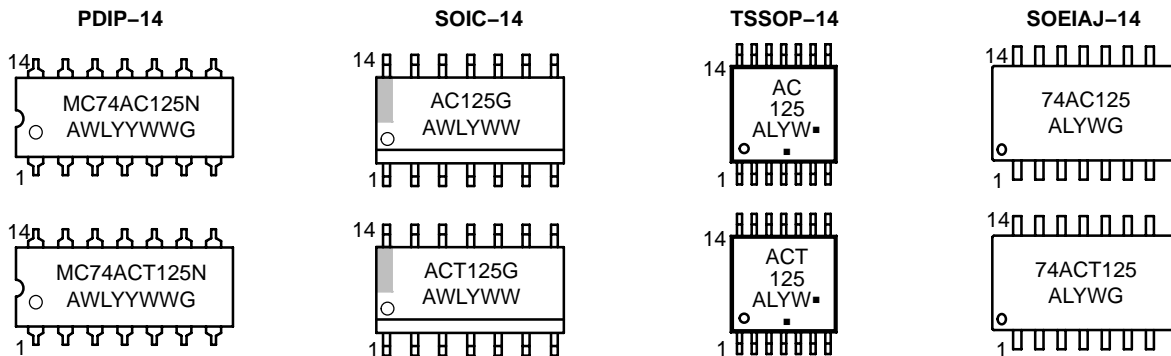 PDIP–14
SOIC–14
TSSOP–14
SOEIAJ–14
14
MC74AC125N
AWLYYWWG
1
14
AC125G
AWLYWW
1
14
AC
125
ALYW▪
▪
1
14
74AC125
ALYWG
1
14
MC74ACT125N
AWLYYWWG
1
14
ACT125G
AWLYWW
1
14
ACT
125
ALYW▪
▪
1
14
74ACT125
ALYWG
1